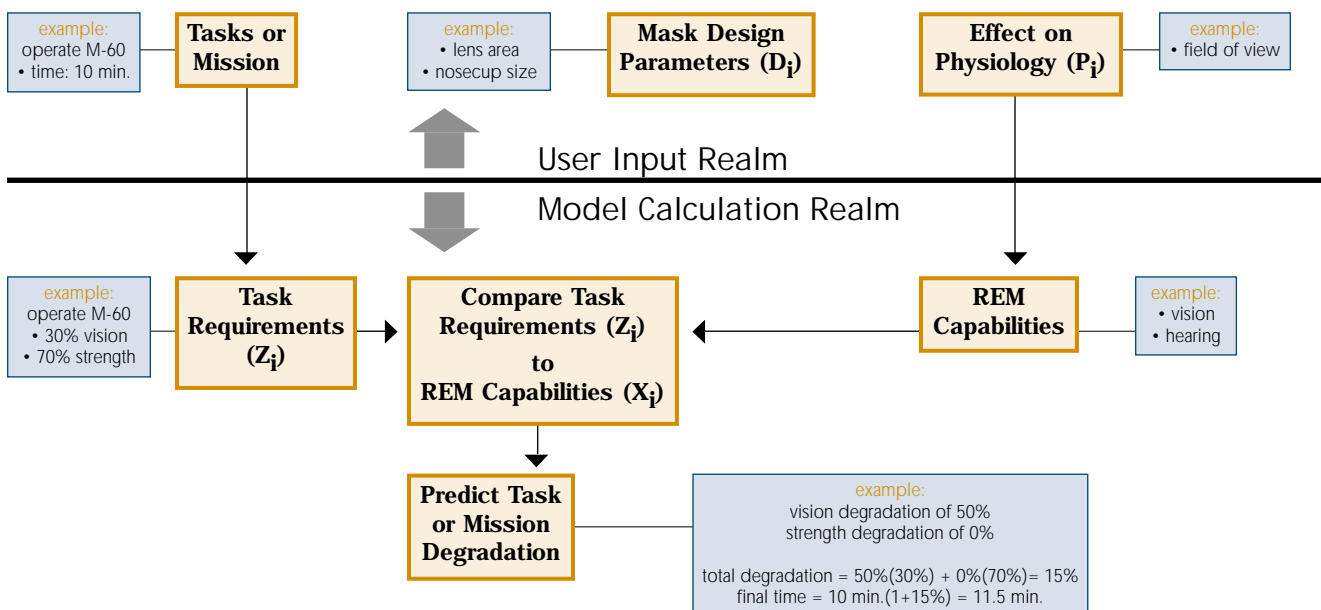 example:
operate M-60
• time: 10 min.
Tasks or
Mission
example:
• lens area
• nosecup size
Mask Design
Parameters (Di)
Effect on
Physiology (Pi)
example:
• field of view
User Input Realm
Model Calculation Realm
example:
operate M-60
• 30% vision
• 70% strength
Task
Requirements
(Zi)
Compare Task
Requirements (Zi)
to
REM Capabilities (Xi)
REM
Capabilities
example:
• vision
• hearing
Predict Task
or Mission
Degradation
example:
vision degradation of 50%
strength degradation of 0%
total degradation = 50%(30%) + 0%(70%)= 15%
final time = 10 min.(1+15%) = 11.5 min.